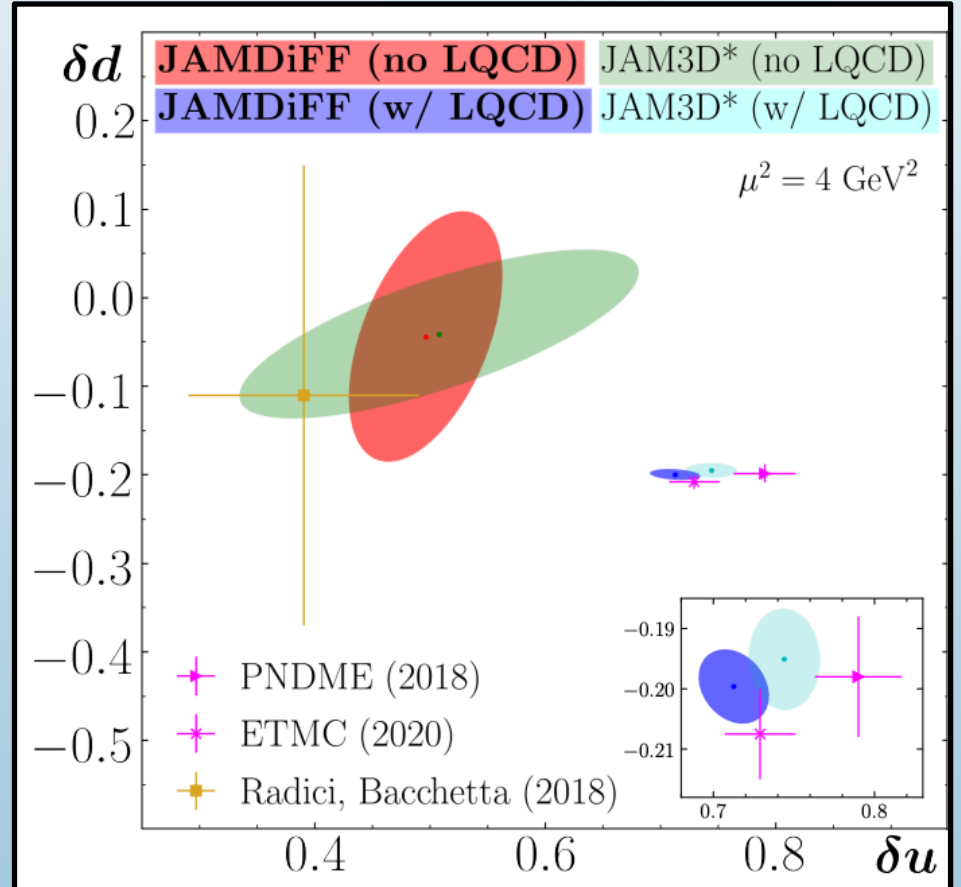 δd
JAMDiFF (no LQCD) JAM3D* (no LQCD)
JAMDiFF (w/ LQCD) JAM3D* (w/ LQCD)
μ² = 4 GeV²
0.2
0.1
0.0
−0.1
−0.2
−0.3
−0.4
−0.5
PNDME (2018)
ETMC (2020)
Radici, Bacchetta (2018)
−0.19
−0.20
−0.21
0.7 0.8
0.4 0.6 0.8 δu